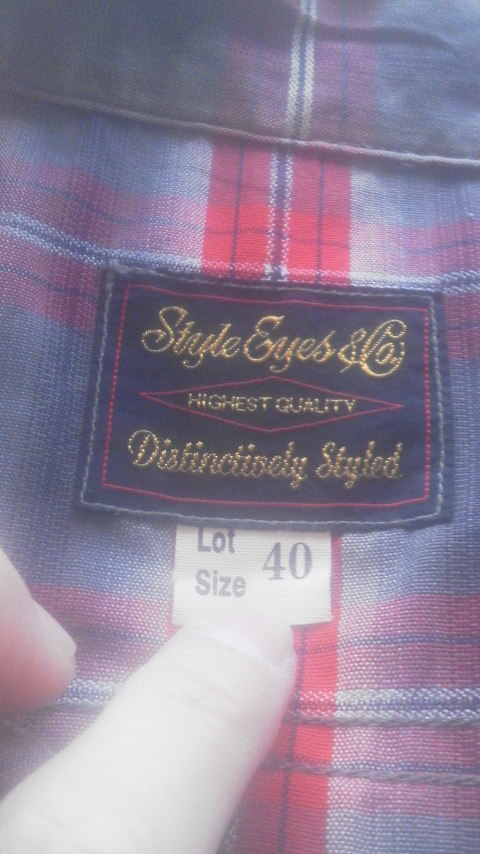 Style Eyes & Co
HIGHEST QUALITY
Distinctively Styled
Lot
Size 40